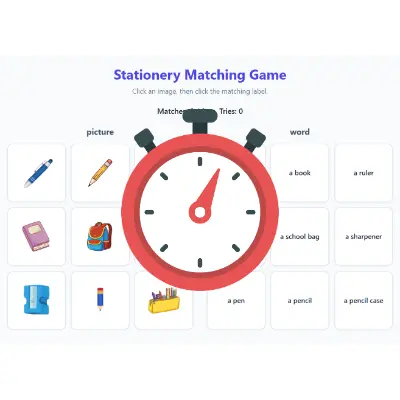 Stationery Matching Game
Click an image, then click the matching label.
Matches Tries: 0
picture word
a book a ruler
a school bag a sharpener
a pen a pencil a pencil case